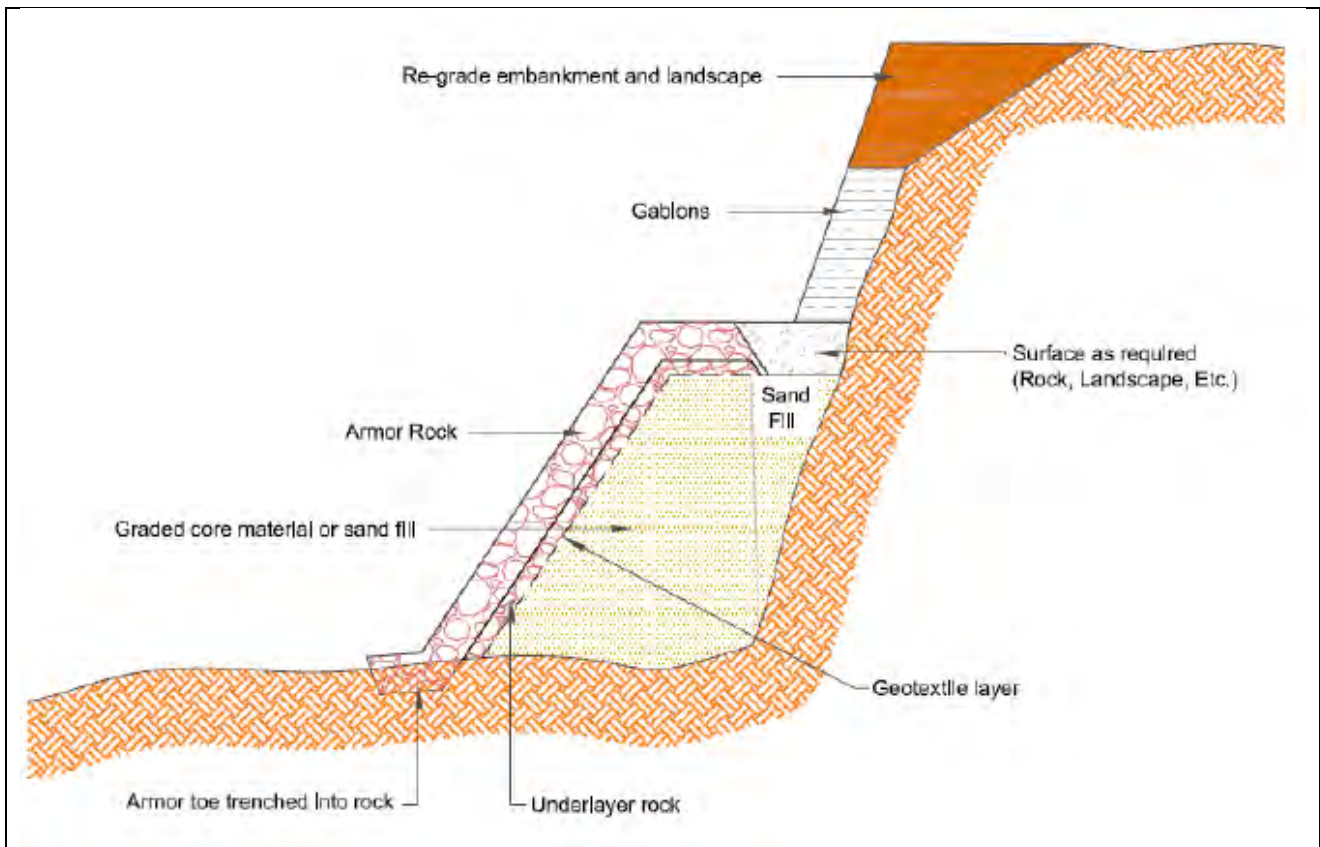 Re-grade embankment and landscape
Gablons
Surface as required
(Rock, Landscape, Etc.)
Sand
Fill
Armor Rock
Graded core material or sand fill
Geotextile layer
Armor toe trenched Into rock
Underlayer rock